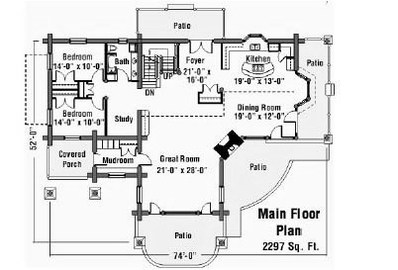 Patio
Bedroom
14'-0" x 10'-0"
Bath
Foyer
21'-0" x
16'-0"
Kitchen
19'-0" x 13'-0"
Patio
DN
Bedroom
14'-0" x 10'-0"
Study
Dining Room
19'-0" x 12'-0"
52'-0"
Covered
Porch
Mudroom
Great Room
21'-0" x 28'-0"
Patio
Patio
74'-0"
Main Floor
Plan
2297 Sq. Ft.